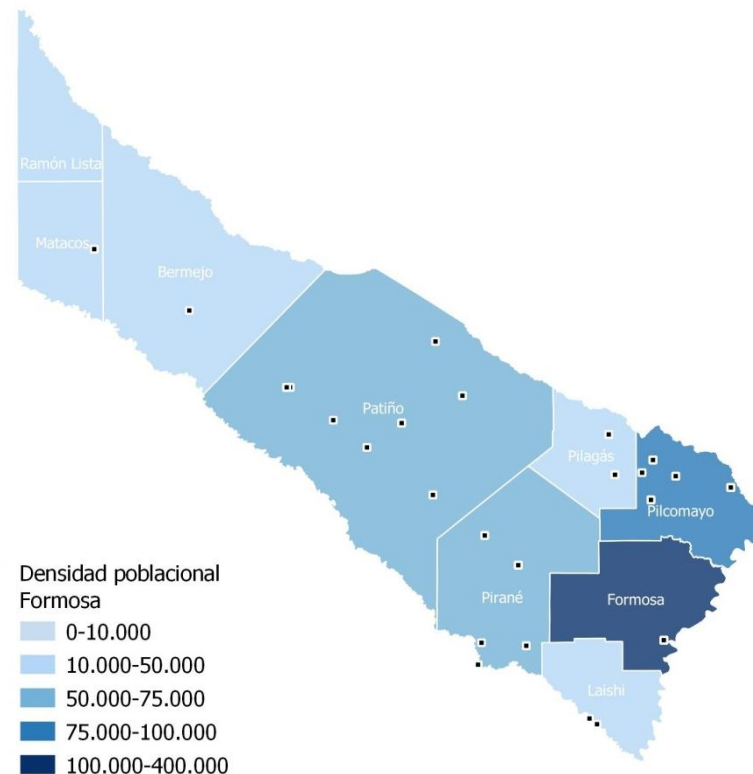 Ramón Lista
Matacos
Bermejo
Patiño
Pilagás
Pilcomayo
Pirané
Formosa
Laishi
Densidad poblacional
Formosa
0-10.000
10.000-50.000
50.000-75.000
75.000-100.000
100.000-400.000